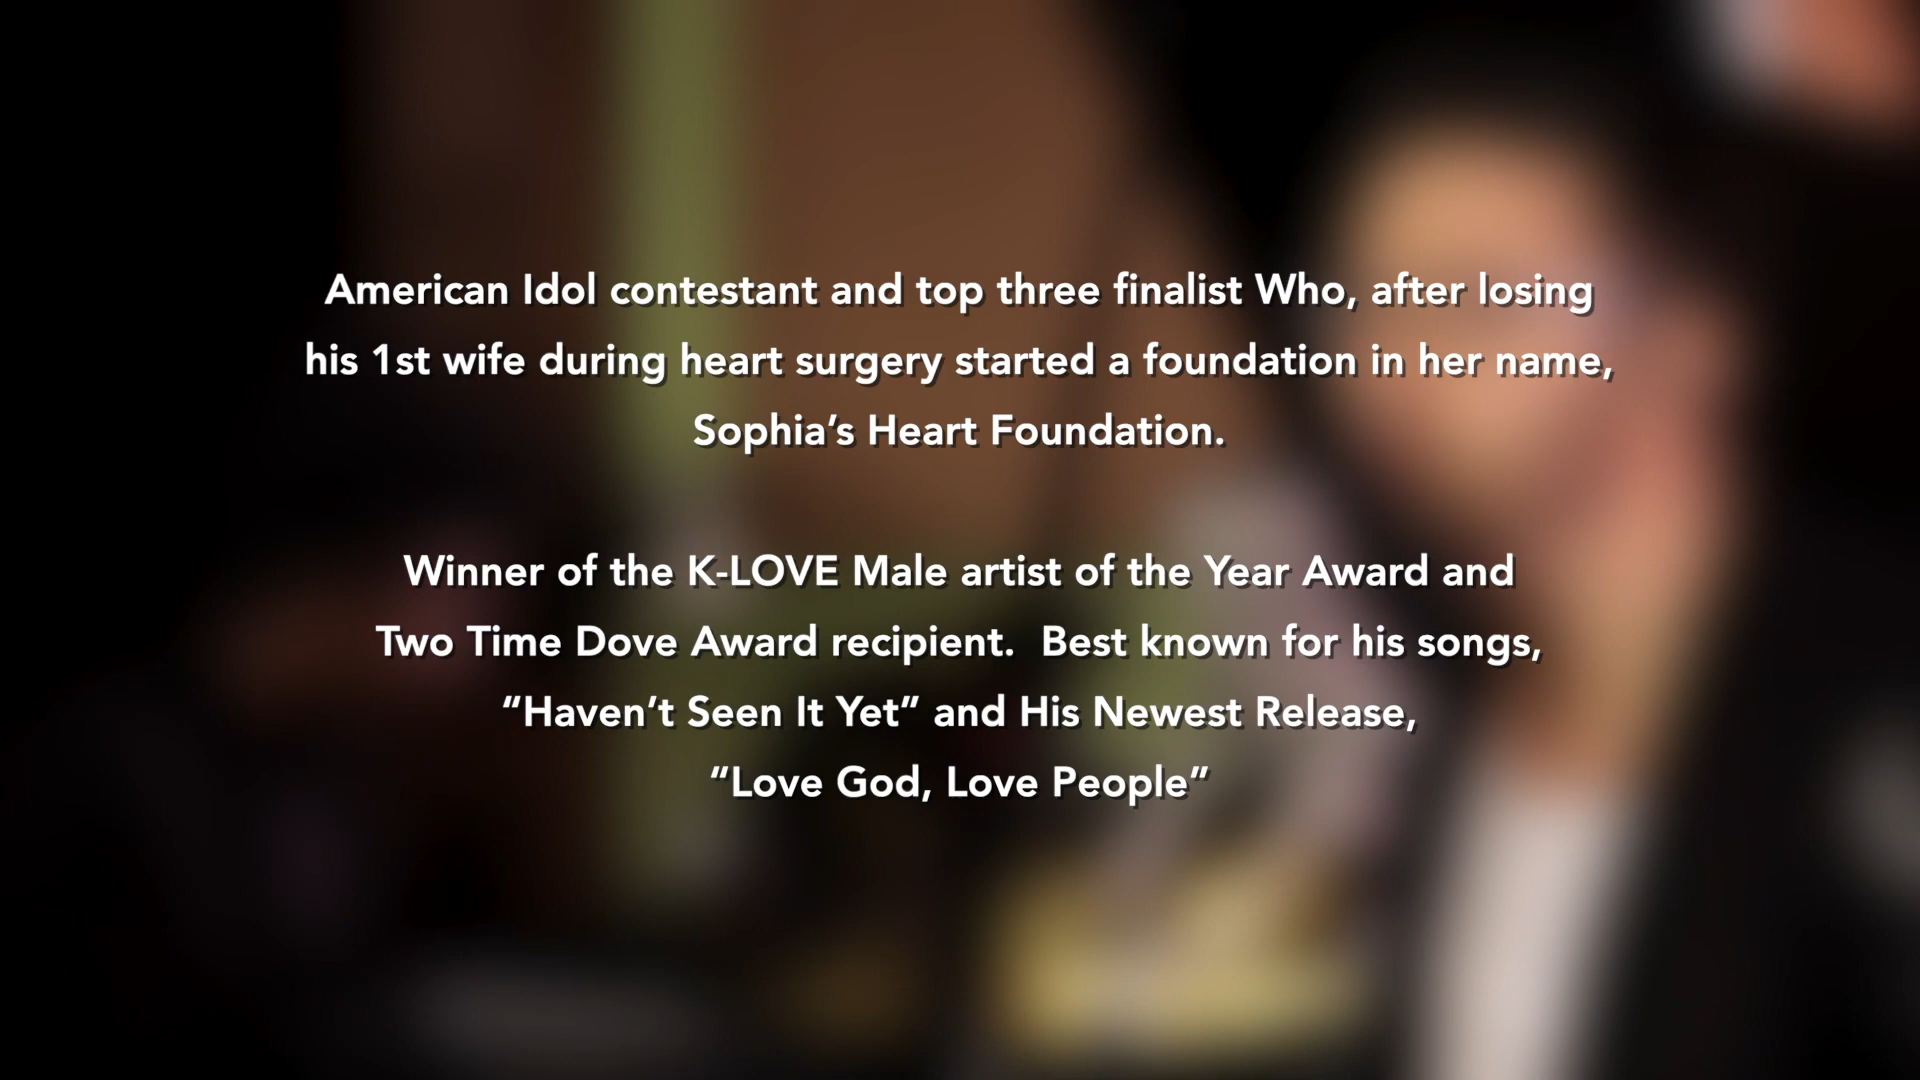 American Idol contestant and top three finalist Who, after losing
his 1st wife during heart surgery started a foundation in her name,
Sophia’s Heart Foundation.
Winner of the K-LOVE Male artist of the Year Award and
Two Time Dove Award recipient.  Best known for his songs,
“Haven’t Seen It Yet” and His Newest Release,
“Love God, Love People”